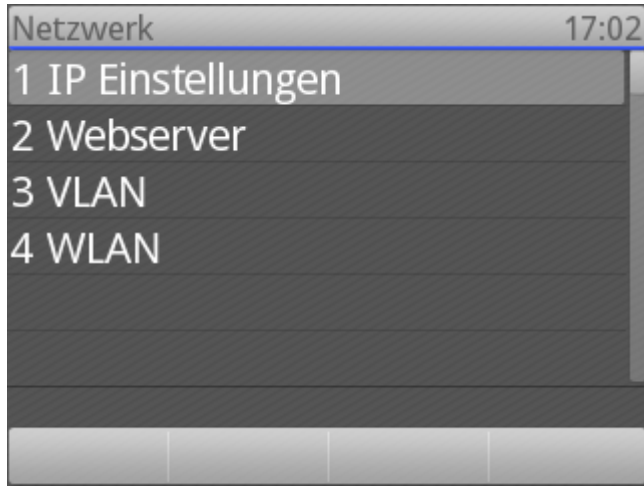 Netzwerk 17:02
1 IP Einstellungen
2 Webserver
3 VLAN
4 WLAN